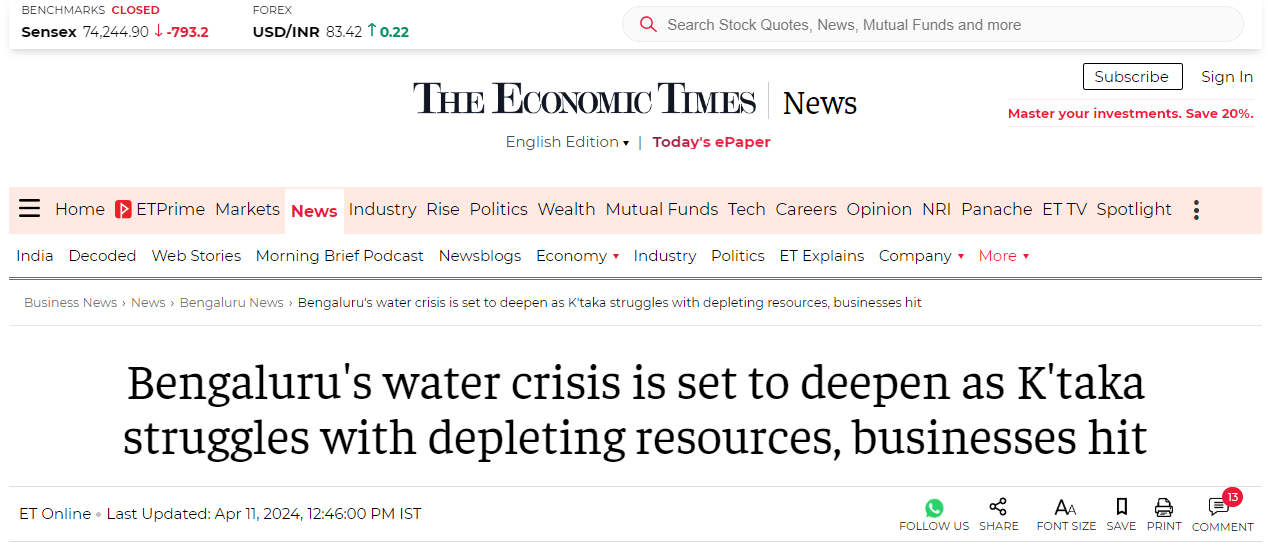 BENCHMARKS CLOSED
Sensex 74,244.90 ↓ -793.2
FOREX
USD/INR 83.42 ↑ 0.22
Search Stock Quotes, News, Mutual Funds and more
Subscribe Sign In
Master your investments. Save 20%.
THE ECONOMIC TIMES | News
English Edition ▾ | Today's ePaper
Home ETPrime Markets News Industry Rise Politics Wealth Mutual Funds Tech Careers Opinion NRI Panache ET TV Spotlight
India Decoded Web Stories Morning Brief Podcast Newsblogs Economy ▾ Industry Politics ET Explains Company ▾ More ▾
Business News › News › Bengaluru News › Bengaluru's water crisis is set to deepen as K'taka struggles with depleting resources, businesses hit
Bengaluru's water crisis is set to deepen as K'taka
struggles with depleting resources, businesses hit
ET Online • Last Updated: Apr 11, 2024, 12:46:00 PM IST
FOLLOW US SHARE AA FONT SIZE SAVE PRINT 13 COMMENT